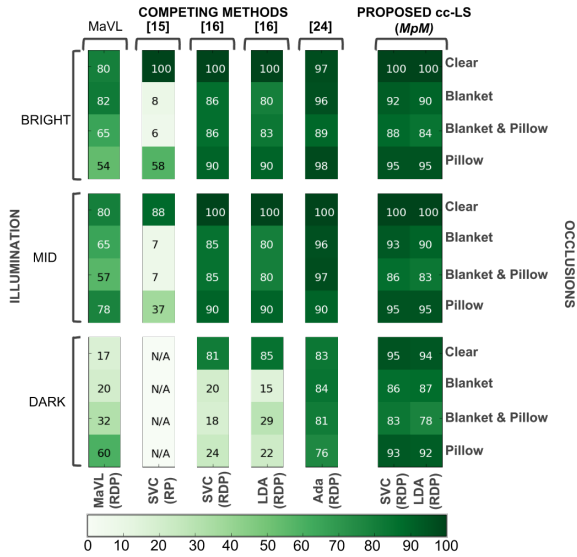 COMPETING METHODS
PROPOSED cc-LS
MaVL [15] [16] [16] [24] (MpM)
80 100 100 100 97 100 100 Clear
82 8 86 80 96 92 90 Blanket
BRIGHT
65 6 86 83 89 88 84 Blanket & Pillow
54 58 90 90 98 95 95 Pillow
80 88 100 100 100 100 100 Clear
65 7 85 80 96 93 90 Blanket
MID
57 7 85 80 97 86 83 Blanket & Pillow
78 37 90 90 90 95 95 Pillow
17 N/A 81 85 83 95 94 Clear
20 N/A 20 15 84 86 87 Blanket
DARK
32 N/A 18 29 81 83 78 Blanket & Pillow
60 N/A 24 22 76 93 92 Pillow
ILLUMINATION
OCCLUSIONS
MaVL
(RDP)
SVC
(RP)
SVC
(RDP)
LDA
(RDP)
Ada
(RDP)
SVC
(RDP)
LDA
(RDP)
0 10 20 30 40 50 60 70 80 90 100